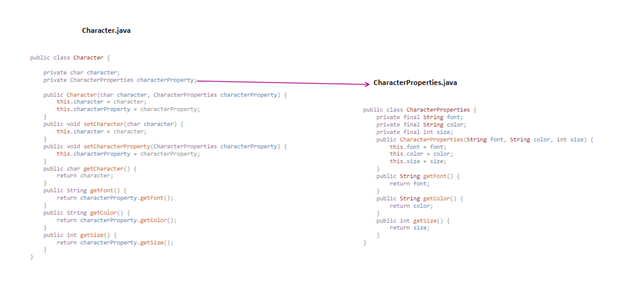 Character.java
public class Character {
private char character;
private CharacterProperties characterProperty;
public Character(char character, CharacterProperties characterProperty) {
this.character = character;
this.characterProperty = characterProperty;
}
public void setCharacter(char character) {
this.character = character;
}
public void setCharacterProperty(CharacterProperties characterProperty) {
this.characterProperty = characterProperty;
}
public char getCharacter() {
return character;
}
public String getFont() {
return characterProperty.getFont();
}
public String getColor() {
return characterProperty.getColor();
}
public int getSize() {
return characterProperty.getSize();
}
}
CharacterProperties.java
public class CharacterProperties {
private final String font;
private final String color;
private final int size;
public CharacterProperties(String font, String color, int size) {
this.font = font;
this.color = color;
this.size = size;
}
public String getFont() {
return font;
}
public String getColor() {
return color;
}
public int getSize() {
return size;
}
}